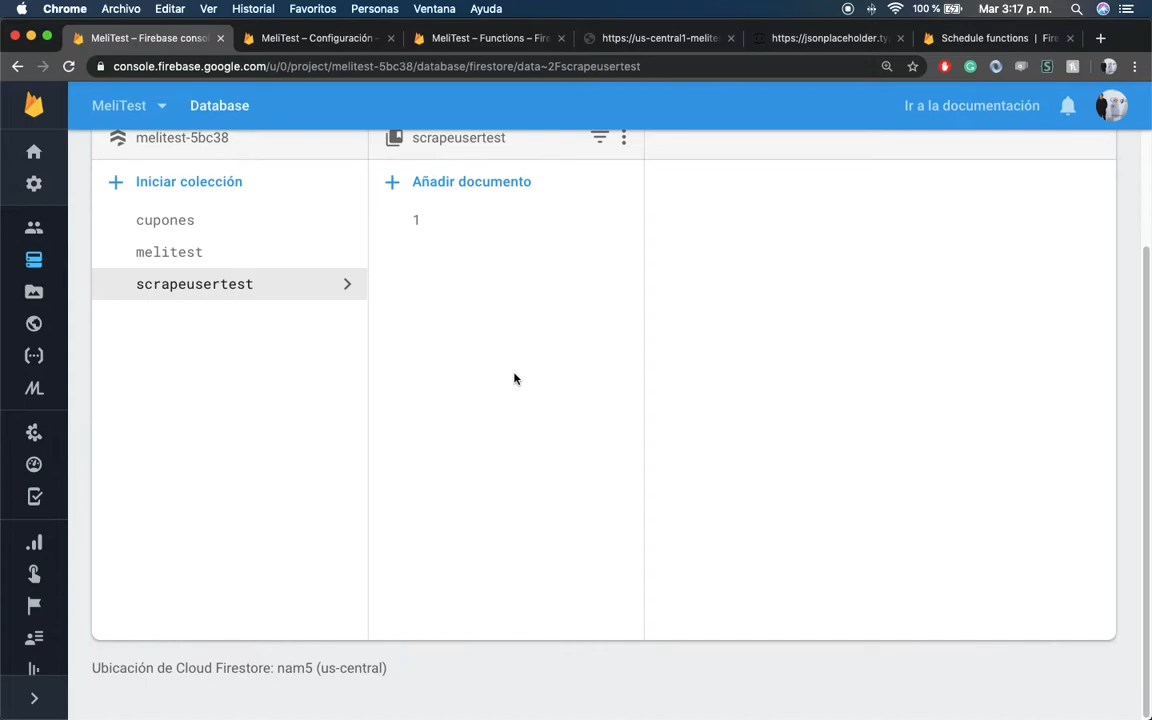 Chrome Archivo Editar Ver Historial Favoritos Personas Ventana Ayuda 100 % Mar 3:17 p. m.
MeliTest – Firebase conso
MeliTest – Configuración -
MeliTest – Functions – Fire
https://us-central1-melite
https://jsonplaceholder.ty
Schedule functions | Fire
console.firebase.google.com/u/0/project/melitest-5bc38/database/firestore/data~2Fscrapeusertest
MeliTest Database Ir a la documentación
melitest-5bc38 scrapeusertest
Iniciar colección Añadir documento
cupones 1
melitest
scrapeusertest
Ubicación de Cloud Firestore: nam5 (us-central)